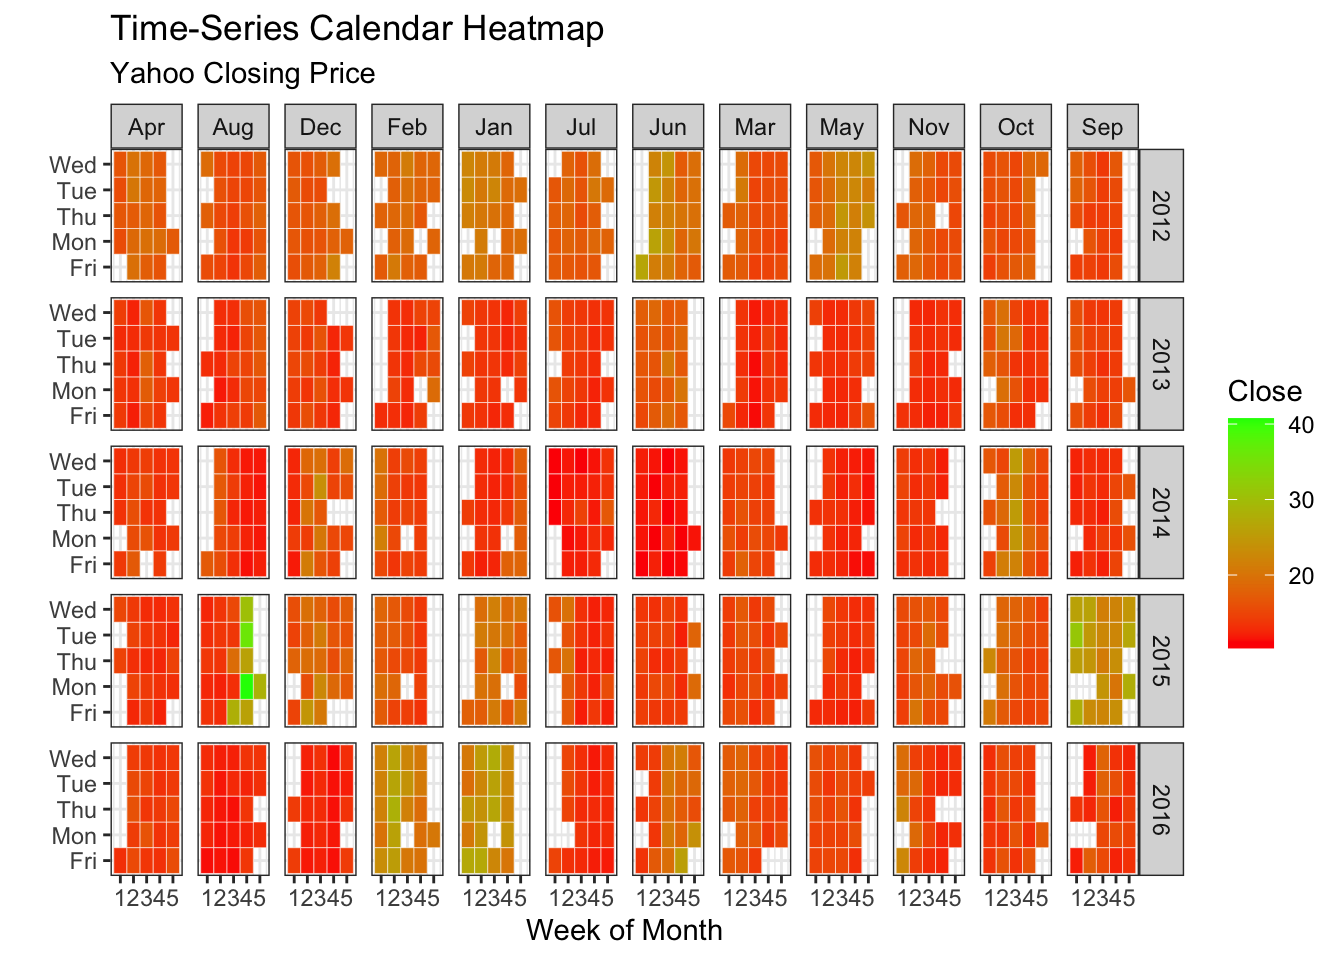 Time-Series Calendar Heatmap
Yahoo Closing Price
Apr Aug Dec Feb Jan Jul Jun Mar May Nov Oct Sep
Wed
Tue
Thu
Mon
Fri
2012
Wed
Tue
Thu
Mon
Fri
2013
Wed
Tue
Thu
Mon
Fri
2014
Wed
Tue
Thu
Mon
Fri
2015
Wed
Tue
Thu
Mon
Fri
2016
12345 12345 12345 12345 12345 12345 12345 12345 12345 12345 12345 12345
Week of Month
Close
40
30
20